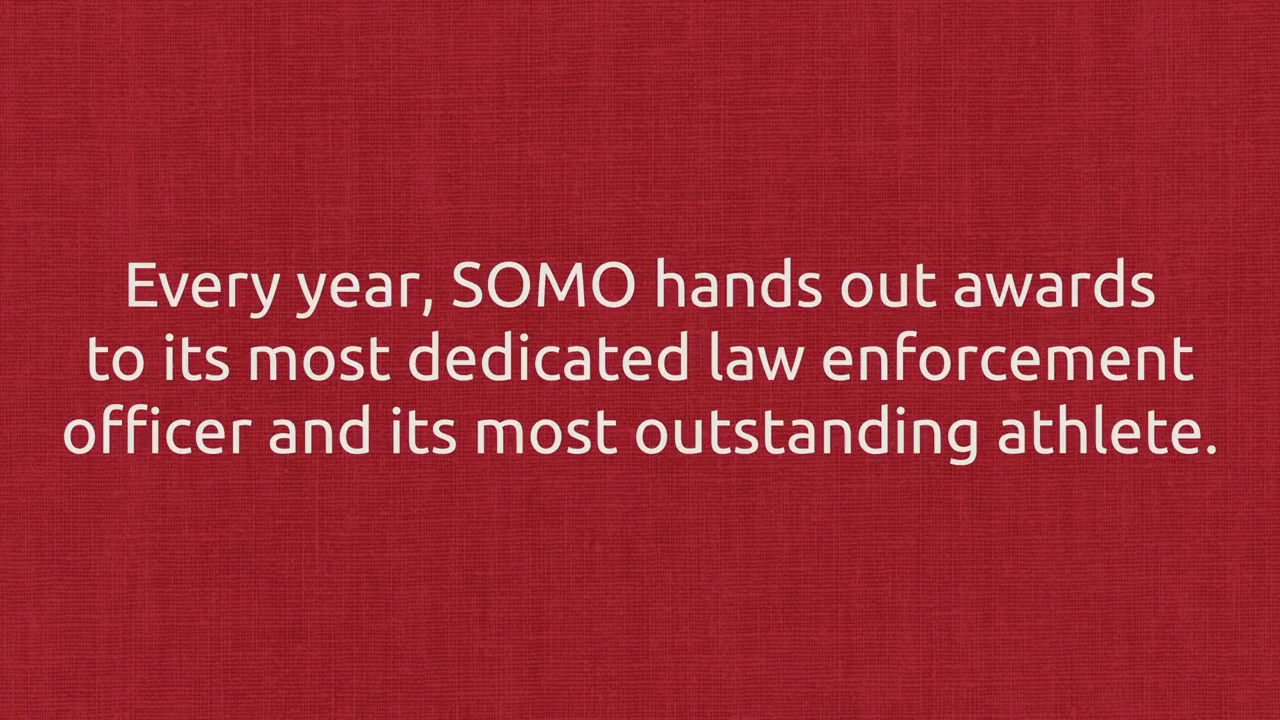 Every year, SOMO hands out awards
to its most dedicated law enforcement
officer and its most outstanding athlete.